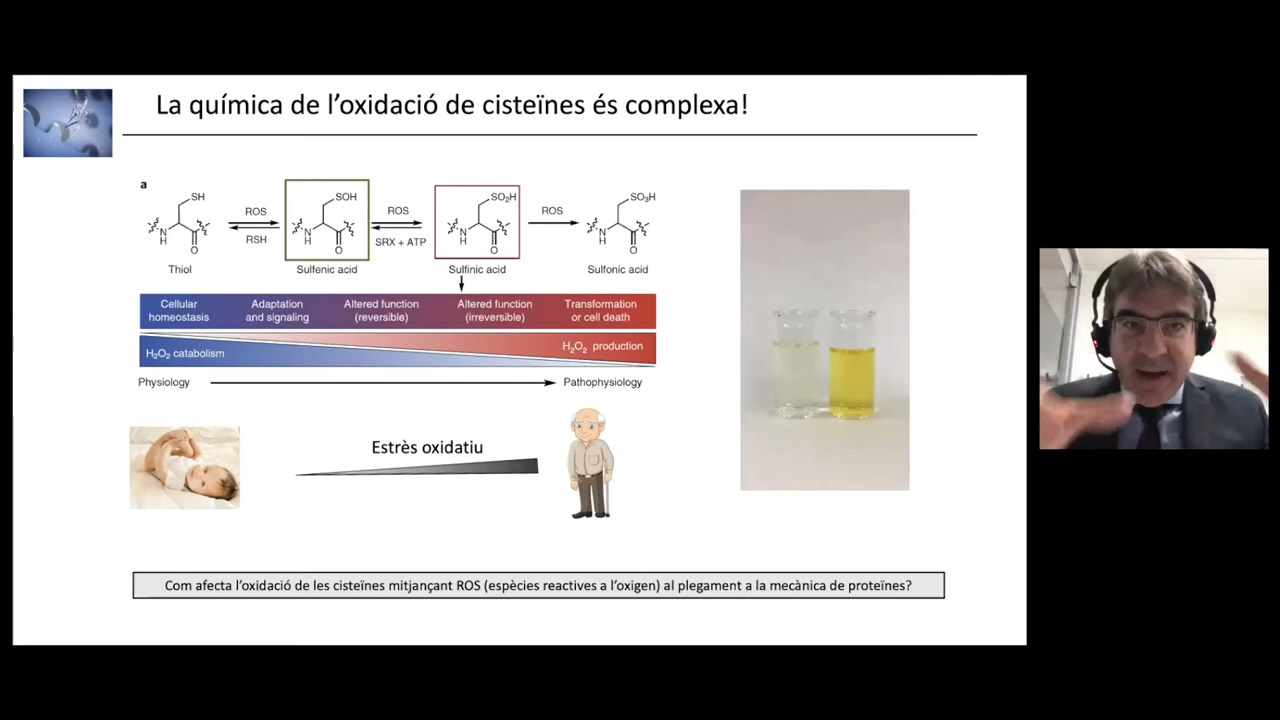 La química de l'oxidació de cisteïnes és complexa!
a
SH
SOH
SO2H
SO3H
ROS
ROS
ROS
RSH
SRX + ATP
N
H
O
N
H
O
N
H
O
N
H
O
Thiol
Sulfenic acid
Sulfinic acid
Sulfonic acid
Cellular
homeostasis
Adaptation
and signaling
Altered function
(reversible)
Altered function
(irreversible)
Transformation
or cell death
H2O2 catabolism
H2O2 production
Physiology
Pathophysiology
Estrès oxidatiu
Com afecta l'oxidació de les cisteïnes mitjançant ROS (espècies reactives a l'oxigen) al plegament a la mecànica de proteïnes?